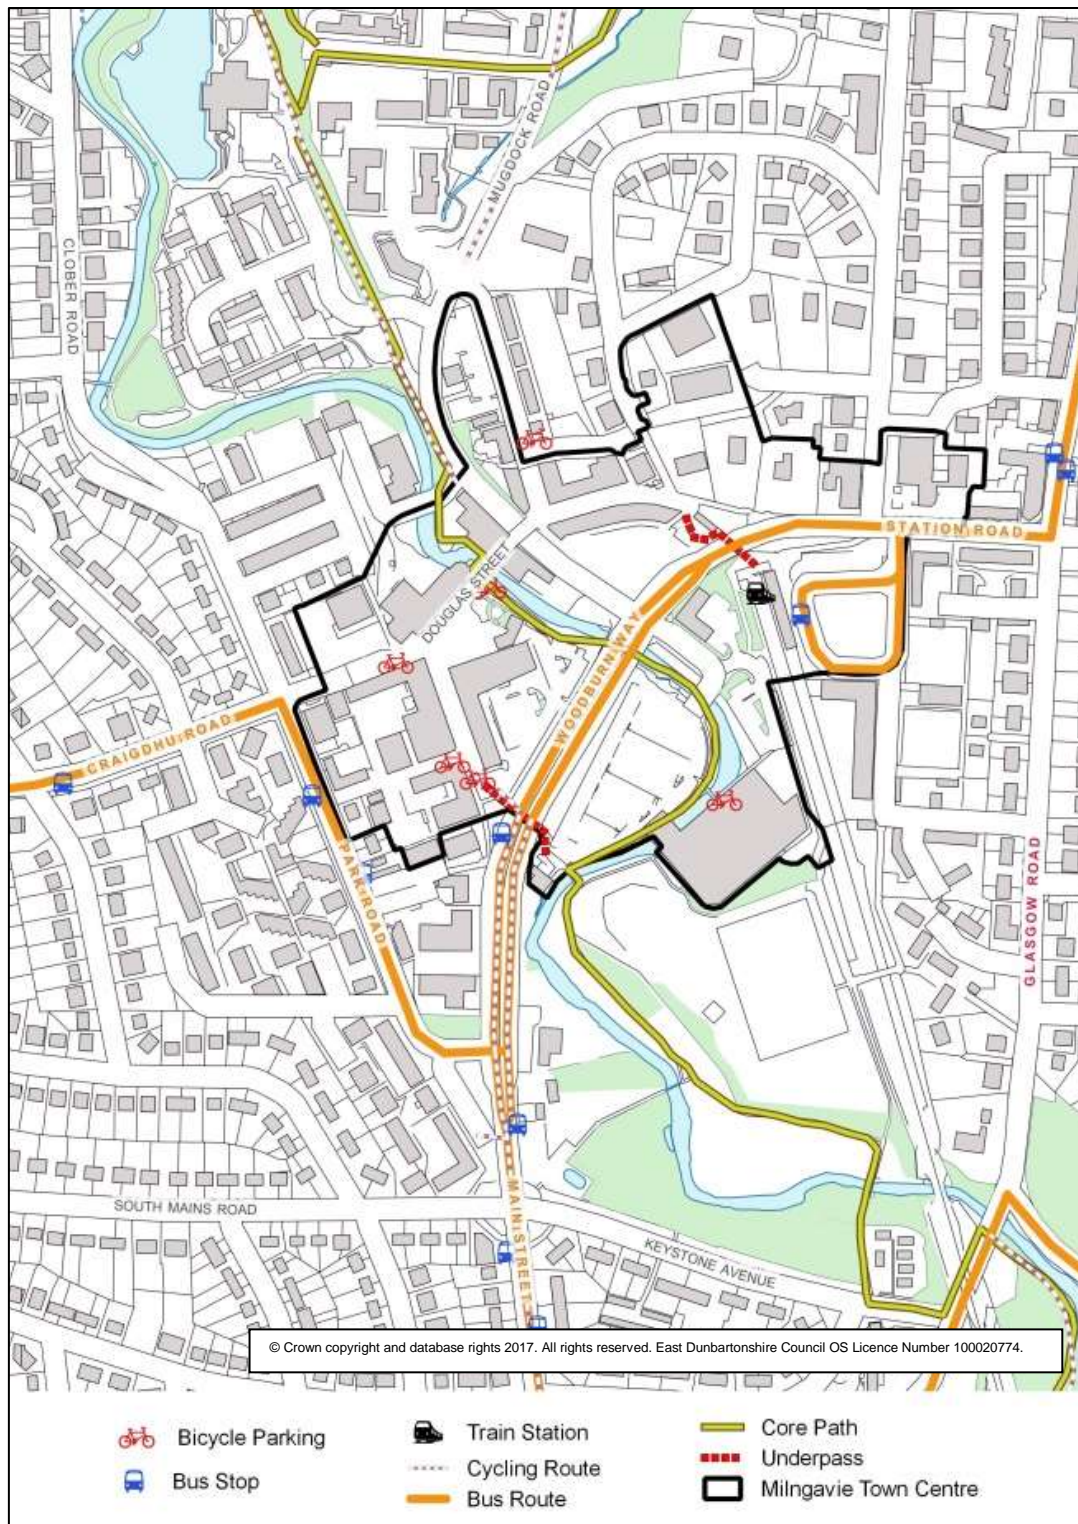 MUGDOCK ROAD
CLOBER ROAD
STATION ROAD
DOUGLAS STREET
WOODBURN WAY
CRAIGDHU ROAD
PARK ROAD
GLASGOW ROAD
MAIN STREET
SOUTH MAINS ROAD
KEYSTONE AVENUE
© Crown copyright and database rights 2017. All rights reserved. East Dunbartonshire Council OS Licence Number 100020774.
Bicycle Parking
Train Station
Core Path
Underpass
Bus Stop
Cycling Route
Bus Route
Milngavie Town Centre